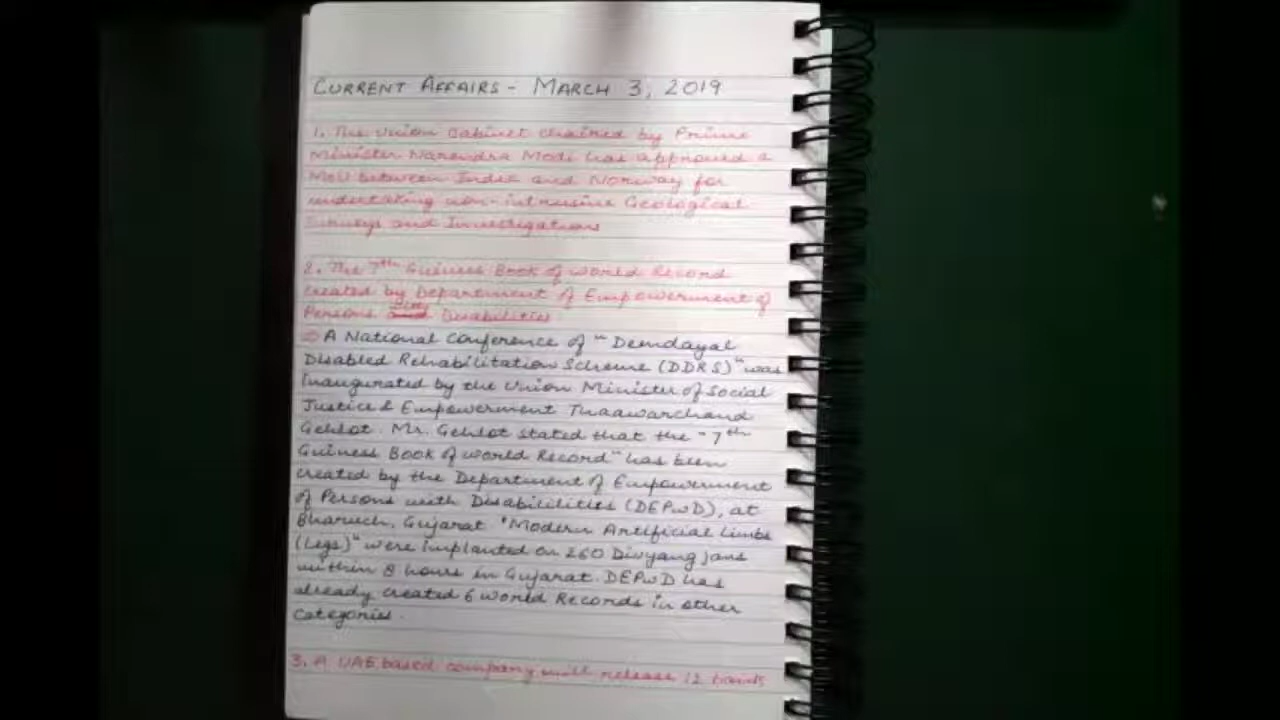 CURRENT AFFAIRS - MARCH 3, 2019
1. The Union Cabinet chaired by Prime
Minister Narendra Modi has approved a
MoU between India and Norway for
undertaking non-intrusive Geological
Surveys and Investigations
2. The 7th Guiness Book of World Record
created by Department of Empowerment of
Persons with Disabilities
A National Conference of "Deendayal
Disabled Rehabilitation Scheme (DDRS)" was
inaugurated by the Union Minister of Social
Justice & Empowerment Thaawarchand
Gehlot. Mr. Gehlot stated that the "7th
Guiness Book of World Record" has been
created by the Department of Empowerment
of Persons with Disabilities (DEPwD), at
Bharuch, Gujarat "Modern Artificial Limbs
(Legs)" were implanted on 260 Divyangjans
within 8 hours in Gujarat. DEPwD has
already created 6 World Records in other
categories.
3. A UAE based company will release 12